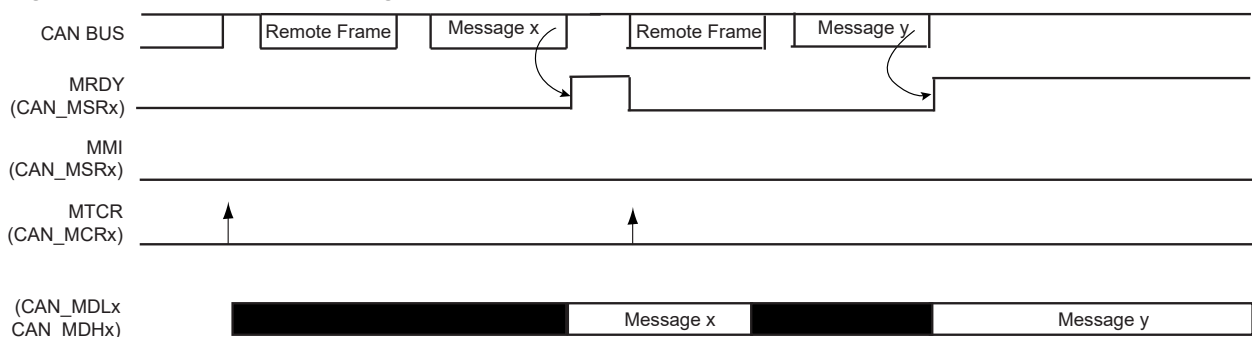 CAN BUS
Remote Frame
Message x
Remote Frame
Message y
MRDY
(CAN_MSRx)
MMI
(CAN_MSRx)
MTCR
(CAN_MCRx)
(CAN_MDLx
CAN_MDHx)
Message x
Message y